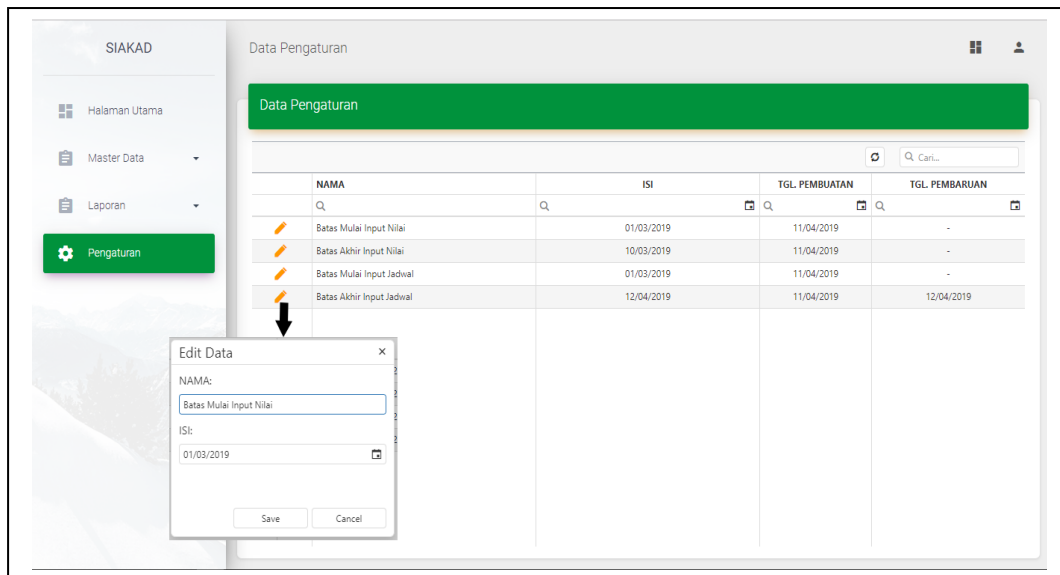 SIAKAD
Data Pengaturan
Halaman Utama
Master Data
Laporan
Pengaturan
Data Pengaturan
Cari...
NAMA ISI TGL. PEMBUATAN TGL. PEMBARUAN
Batas Mulai Input Nilai 01/03/2019 11/04/2019 -
Batas Akhir Input Nilai 10/03/2019 11/04/2019 -
Batas Mulai Input Jadwal 01/03/2019 11/04/2019 -
Batas Akhir Input Jadwal 12/04/2019 11/04/2019 12/04/2019
Edit Data ×
NAMA:
Batas Mulai Input Nilai
ISI:
01/03/2019
Save Cancel